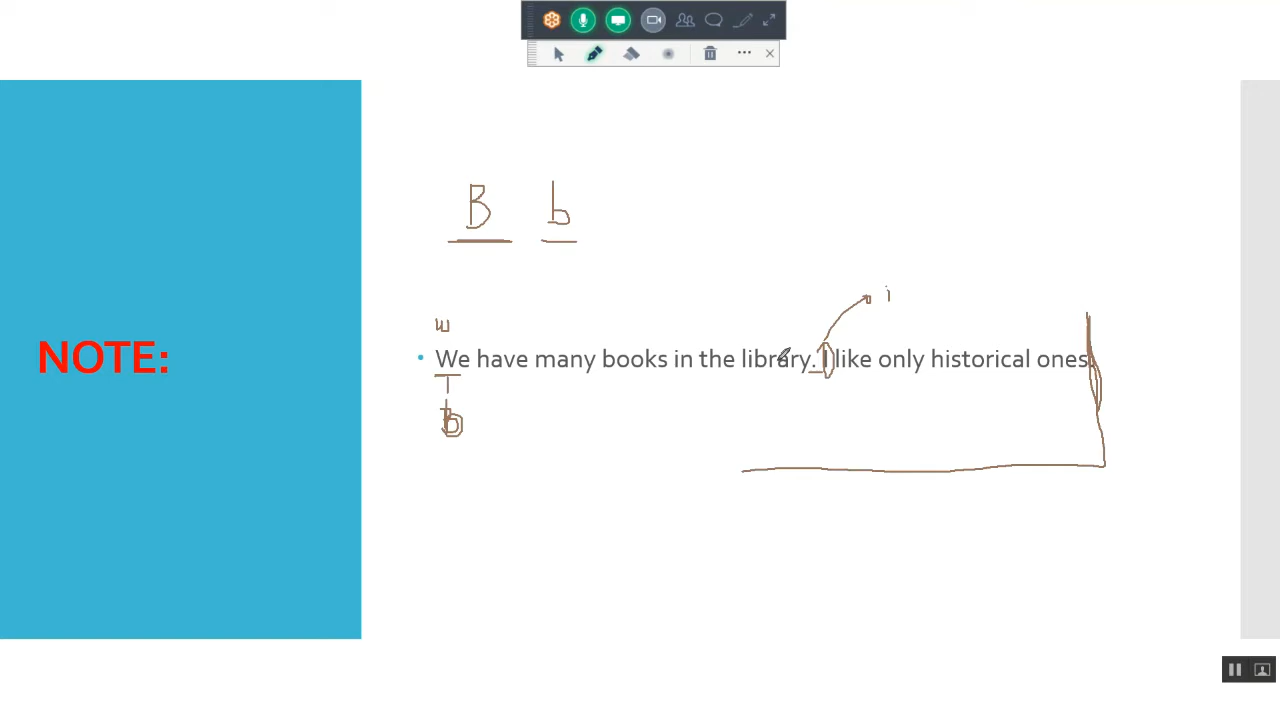 B b
i
w
NOTE:
• We have many books in the library. I like only historical ones.
b